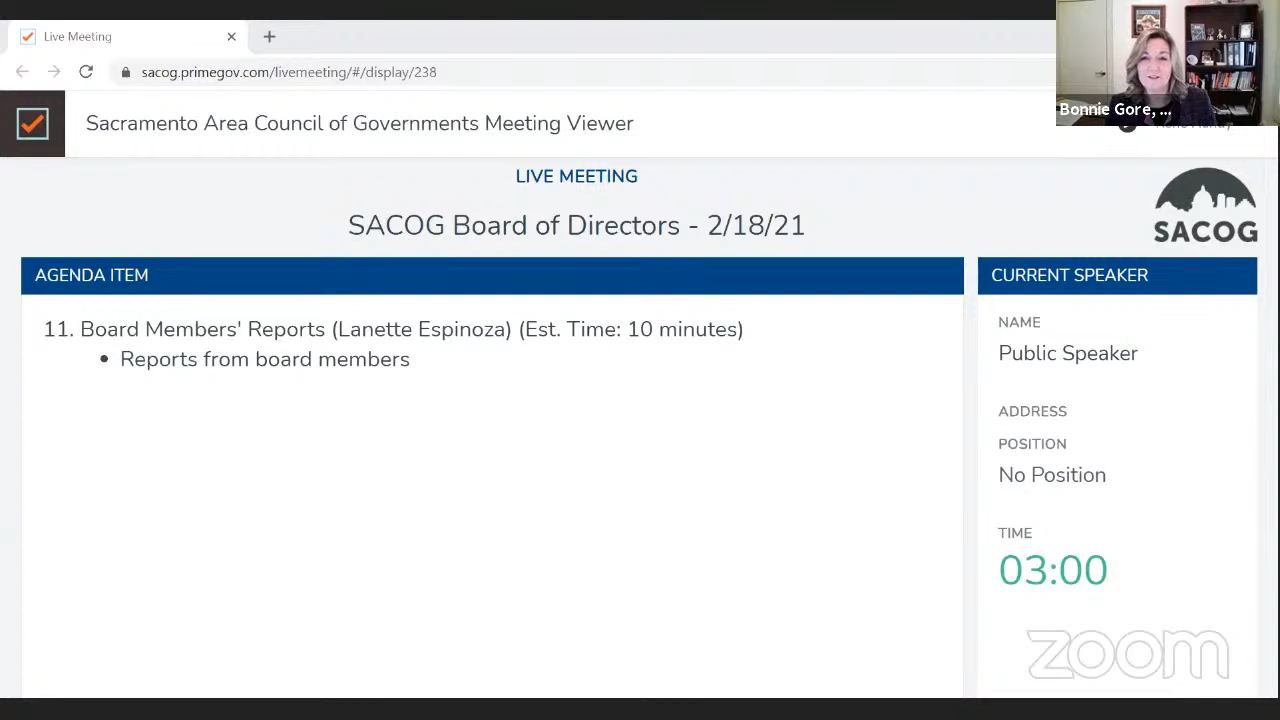 Live Meeting
sacog.primegov.com/livemeeting/#/display/238
Bonnie Gore, ...
Sacramento Area Council of Governments Meeting Viewer
LIVE MEETING
SACOG Board of Directors - 2/18/21
SACOG
AGENDA ITEM
CURRENT SPEAKER
11. Board Members' Reports (Lanette Espinoza) (Est. Time: 10 minutes)
• Reports from board members
NAME
Public Speaker
ADDRESS
POSITION
No Position
TIME
03:00
zoom